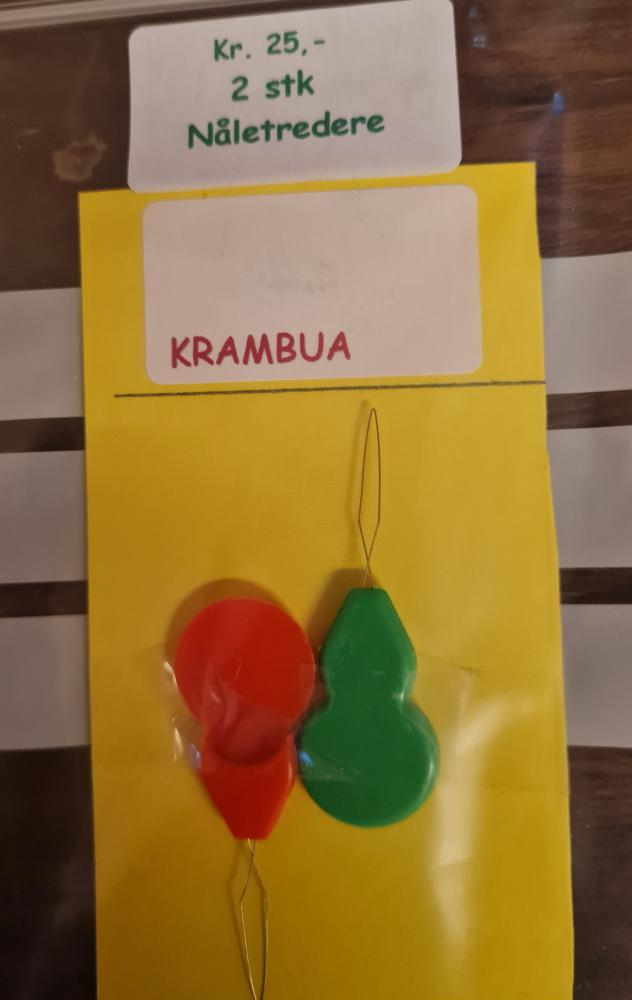 Kr. 25,-
2 stk
Nåletredere
KRAMBUA